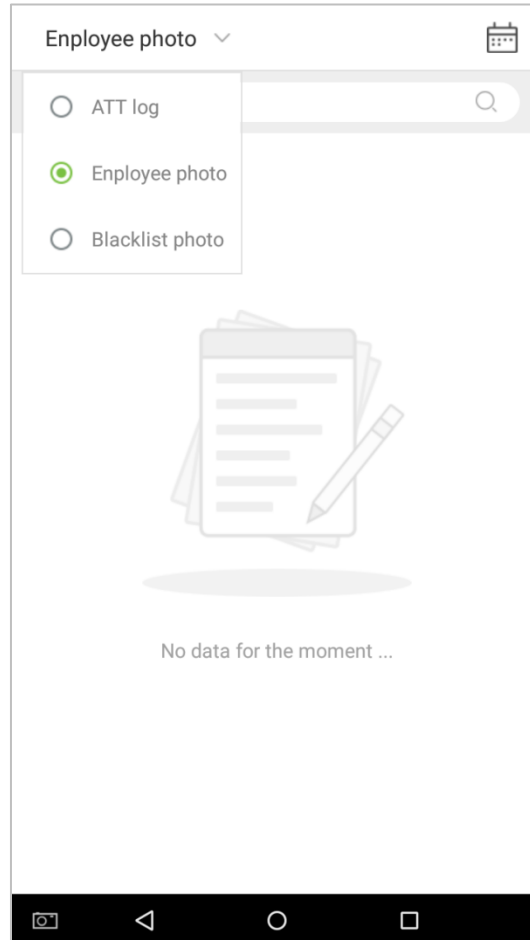 Enployee photo
ATT log
Enployee photo
Blacklist photo
No data for the moment ...